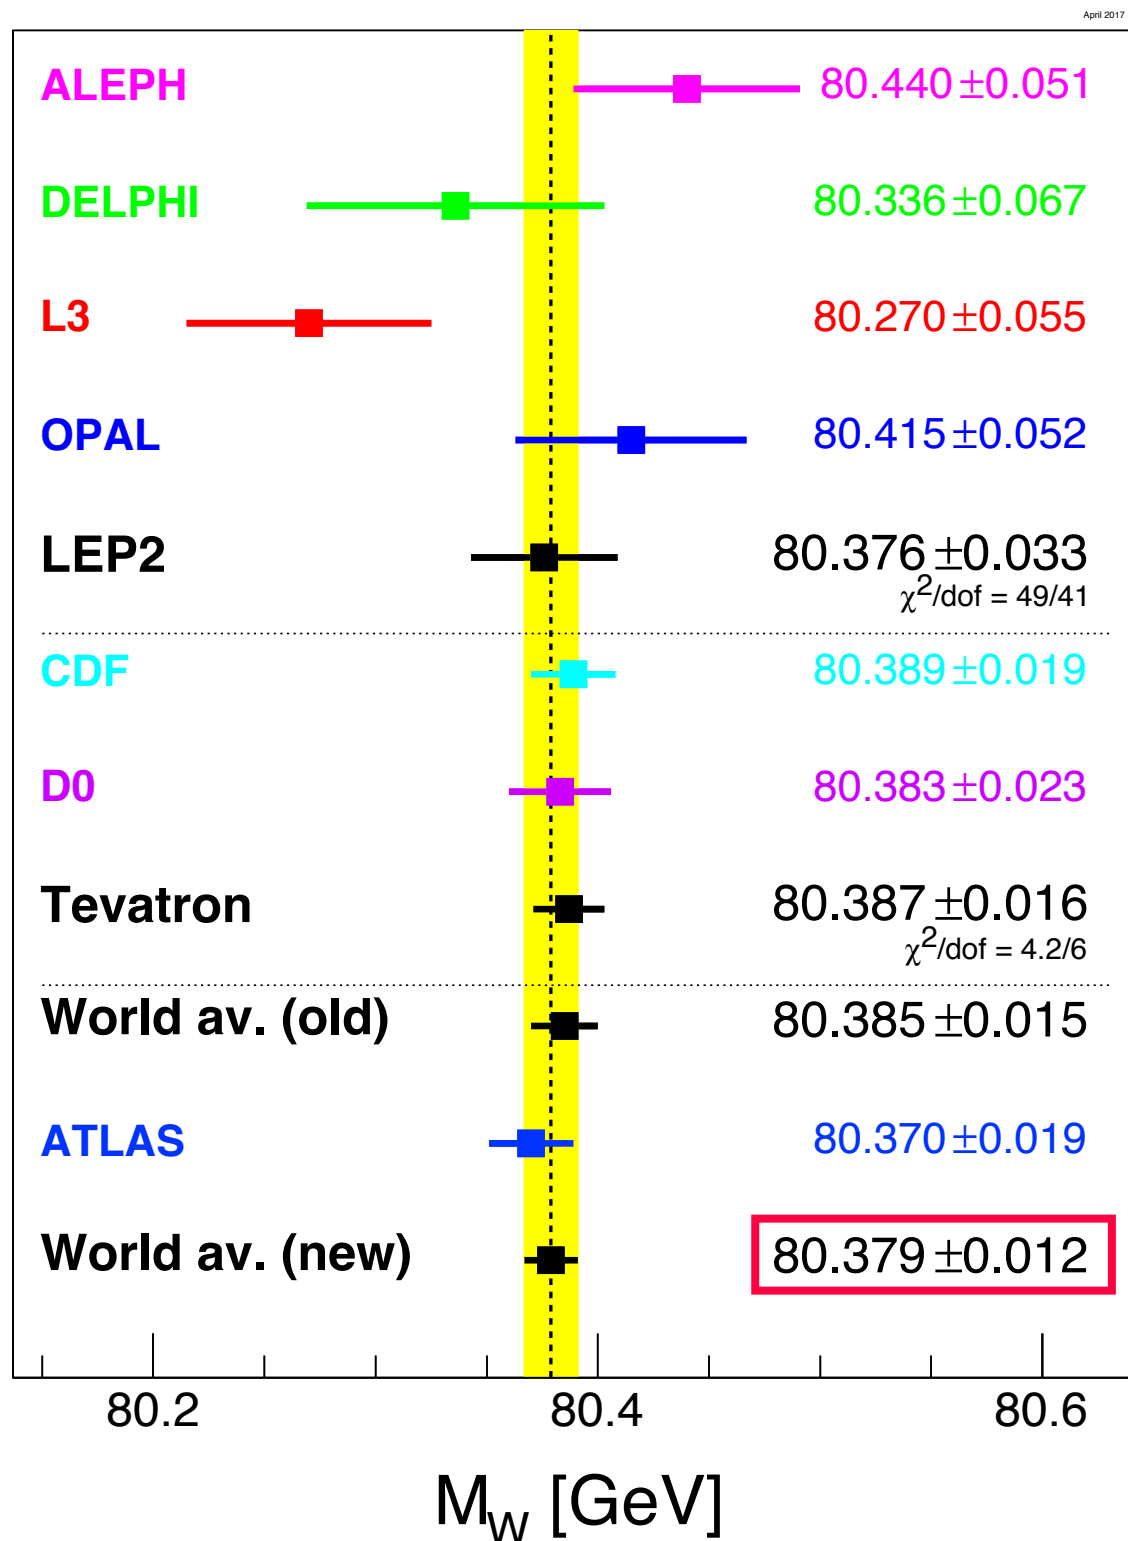 April 2017
ALEPH 80.440±0.051
DELPHI 80.336±0.067
L3 80.270±0.055
OPAL 80.415±0.052
LEP2 80.376±0.033
χ²/dof = 49/41
CDF 80.389±0.019
D0 80.383±0.023
Tevatron 80.387±0.016
χ²/dof = 4.2/6
World av. (old) 80.385±0.015
ATLAS 80.370±0.019
World av. (new) 80.379±0.012
80.2 80.4 80.6
M_W [GeV]